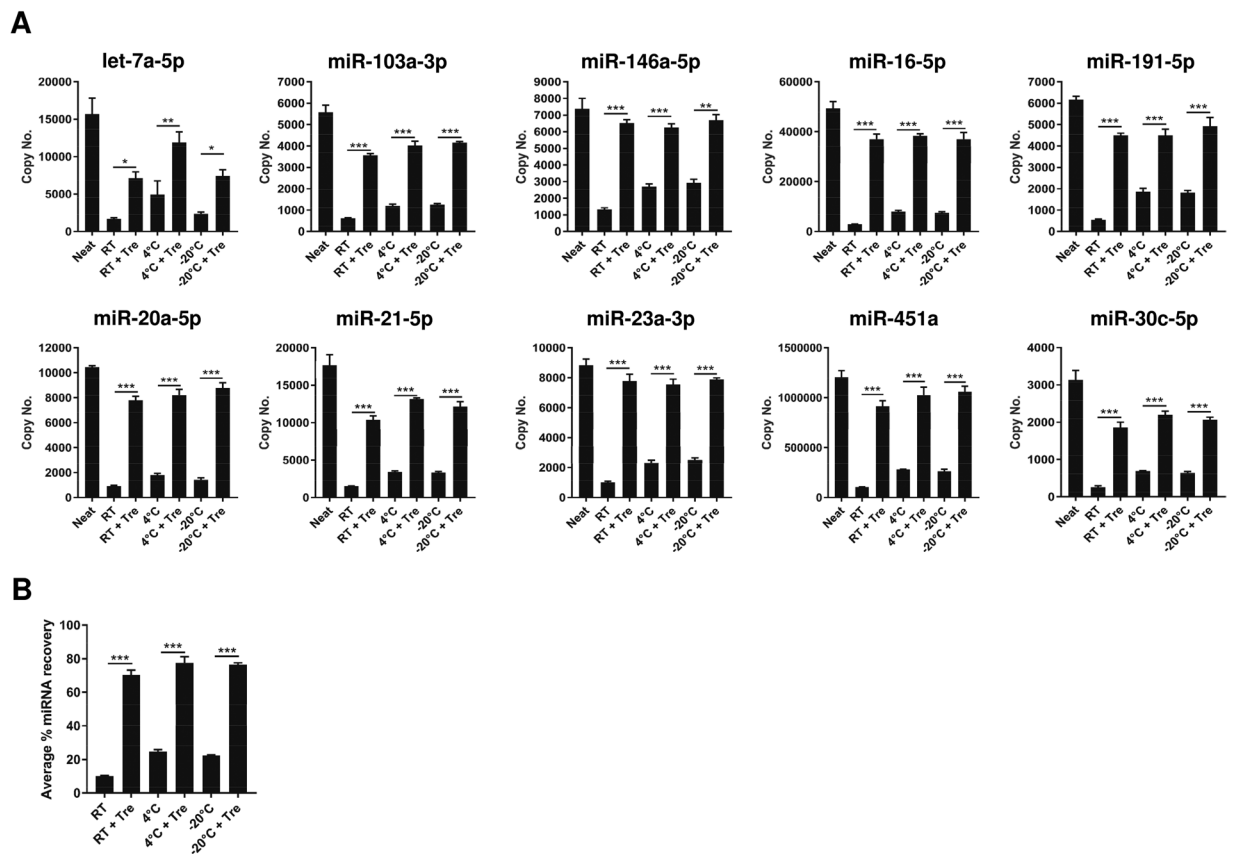 A
let-7a-5p
Copy No.
20000
15000
10000
5000
0
*
**
*
Neat
RT
RT + Tre
4°C
4°C + Tre
-20°C
-20°C + Tre
miR-103a-3p
Copy No.
7000
6000
5000
4000
3000
2000
1000
0
***
***
***
Neat
RT
RT + Tre
4°C
4°C + Tre
-20°C
-20°C + Tre
miR-146a-5p
Copy No.
9000
8000
7000
6000
5000
4000
3000
2000
1000
0
***
***
**
Neat
RT
RT + Tre
4°C
4°C + Tre
-20°C
-20°C + Tre
miR-16-5p
Copy No.
60000
40000
20000
0
***
***
***
Neat
RT
RT + Tre
4°C
4°C + Tre
-20°C
-20°C + Tre
miR-191-5p
Copy No.
7000
6000
5000
4000
3000
2000
1000
0
***
***
***
Neat
RT
RT + Tre
4°C
4°C + Tre
-20°C
-20°C + Tre
miR-20a-5p
Copy No.
12000
10000
8000
6000
4000
2000
0
***
***
***
Neat
RT
RT + Tre
4°C
4°C + Tre
-20°C
-20°C + Tre
miR-21-5p
Copy No.
20000
15000
10000
5000
0
***
***
***
Neat
RT
RT + Tre
4°C
4°C + Tre
-20°C
-20°C + Tre
miR-23a-3p
Copy No.
10000
8000
6000
4000
2000
0
***
***
***
Neat
RT
RT + Tre
4°C
4°C + Tre
-20°C
-20°C + Tre
miR-451a
Copy No.
1500000
1000000
500000
0
***
***
***
Neat
RT
RT + Tre
4°C
4°C + Tre
-20°C
-20°C + Tre
miR-30c-5p
Copy No.
4000
3000
2000
1000
0
***
***
***
Neat
RT
RT + Tre
4°C
4°C + Tre
-20°C
-20°C + Tre
B
Average % miRNA recovery
100
80
60
40
20
0
***
***
***
RT
RT + Tre
4°C
4°C + Tre
-20°C
-20°C + Tre